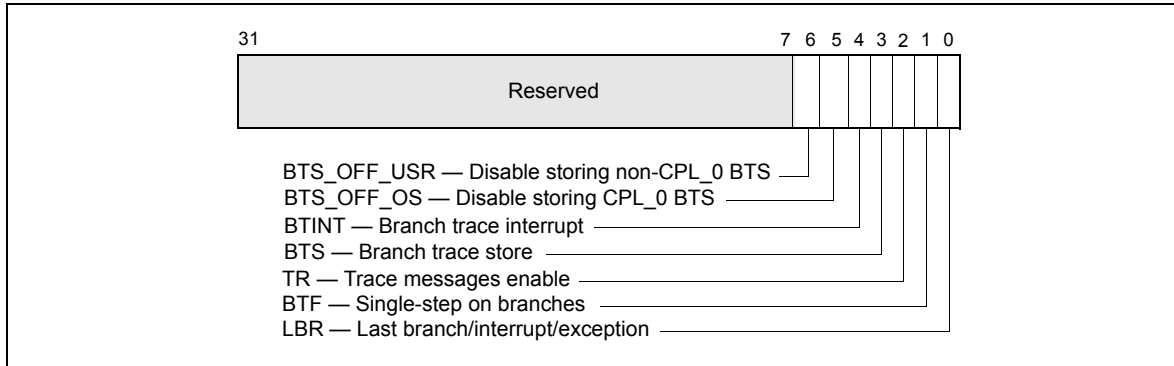 31 7 6 5 4 3 2 1 0
Reserved
BTS_OFF_USR — Disable storing non-CPL_0 BTS
BTS_OFF_OS — Disable storing CPL_0 BTS
BTINT — Branch trace interrupt
BTS — Branch trace store
TR — Trace messages enable
BTF — Single-step on branches
LBR — Last branch/interrupt/exception